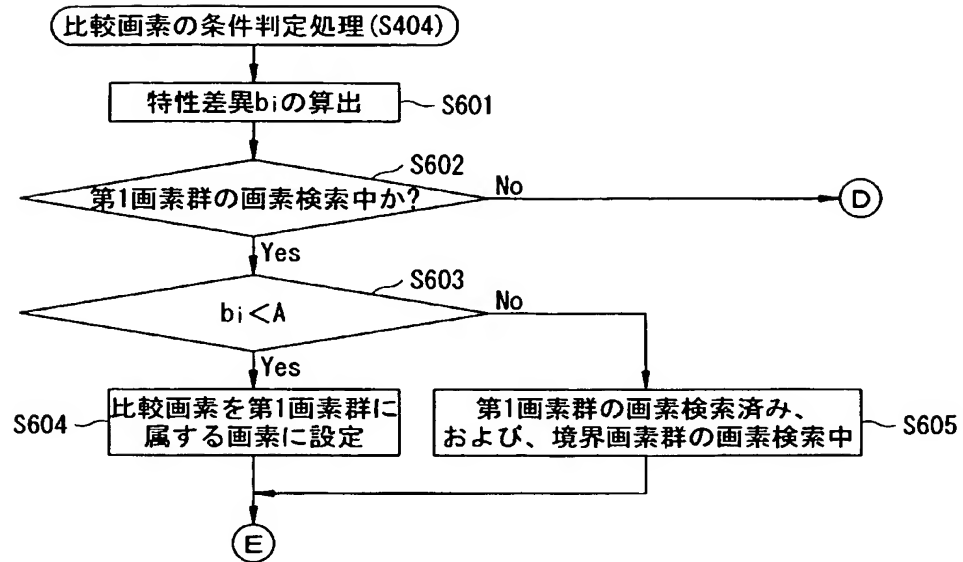 比較画素の条件判定処理(S404)
特性差異biの算出
S601
S602
第1画素群の画素検索中か?
No
D
Yes
S603
bi<A
No
Yes
S604
比較画素を第1画素群に
属する画素に設定
第1画素群の画素検索済み、
および、境界画素群の画素検索中
S605
E